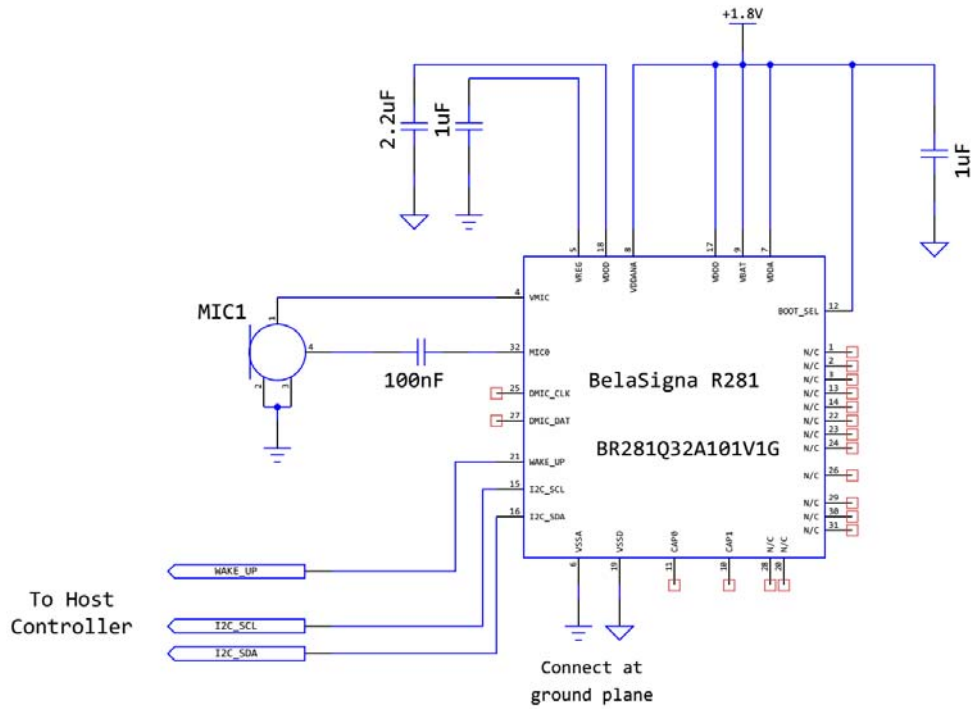 +1.8V
2.2uF
1uF
1uF
5
18
8
17
9
7
VREG
VDDD
VDDANA
VDDO
VBAT
VDDA
4
VMIC
12
BOOT_SEL
MIC1
1
4
2
3
100nF
32
MIC0
25
DMIC_CLK
27
DMIC_DAT
21
WAKE_UP
15
I2C_SCL
16
I2C_SDA
BelaSigna R281
BR281Q32A101V1G
N/C 1
N/C 2
N/C 3
N/C 13
N/C 14
N/C 22
N/C 23
N/C 24
N/C 26
N/C 29
N/C 30
N/C 31
VSSA
VSSD
CAP0
CAP1
N/C
N/C
6
19
11
10
28
20
To Host
Controller
WAKE_UP
I2C_SCL
I2C_SDA
Connect at
ground plane